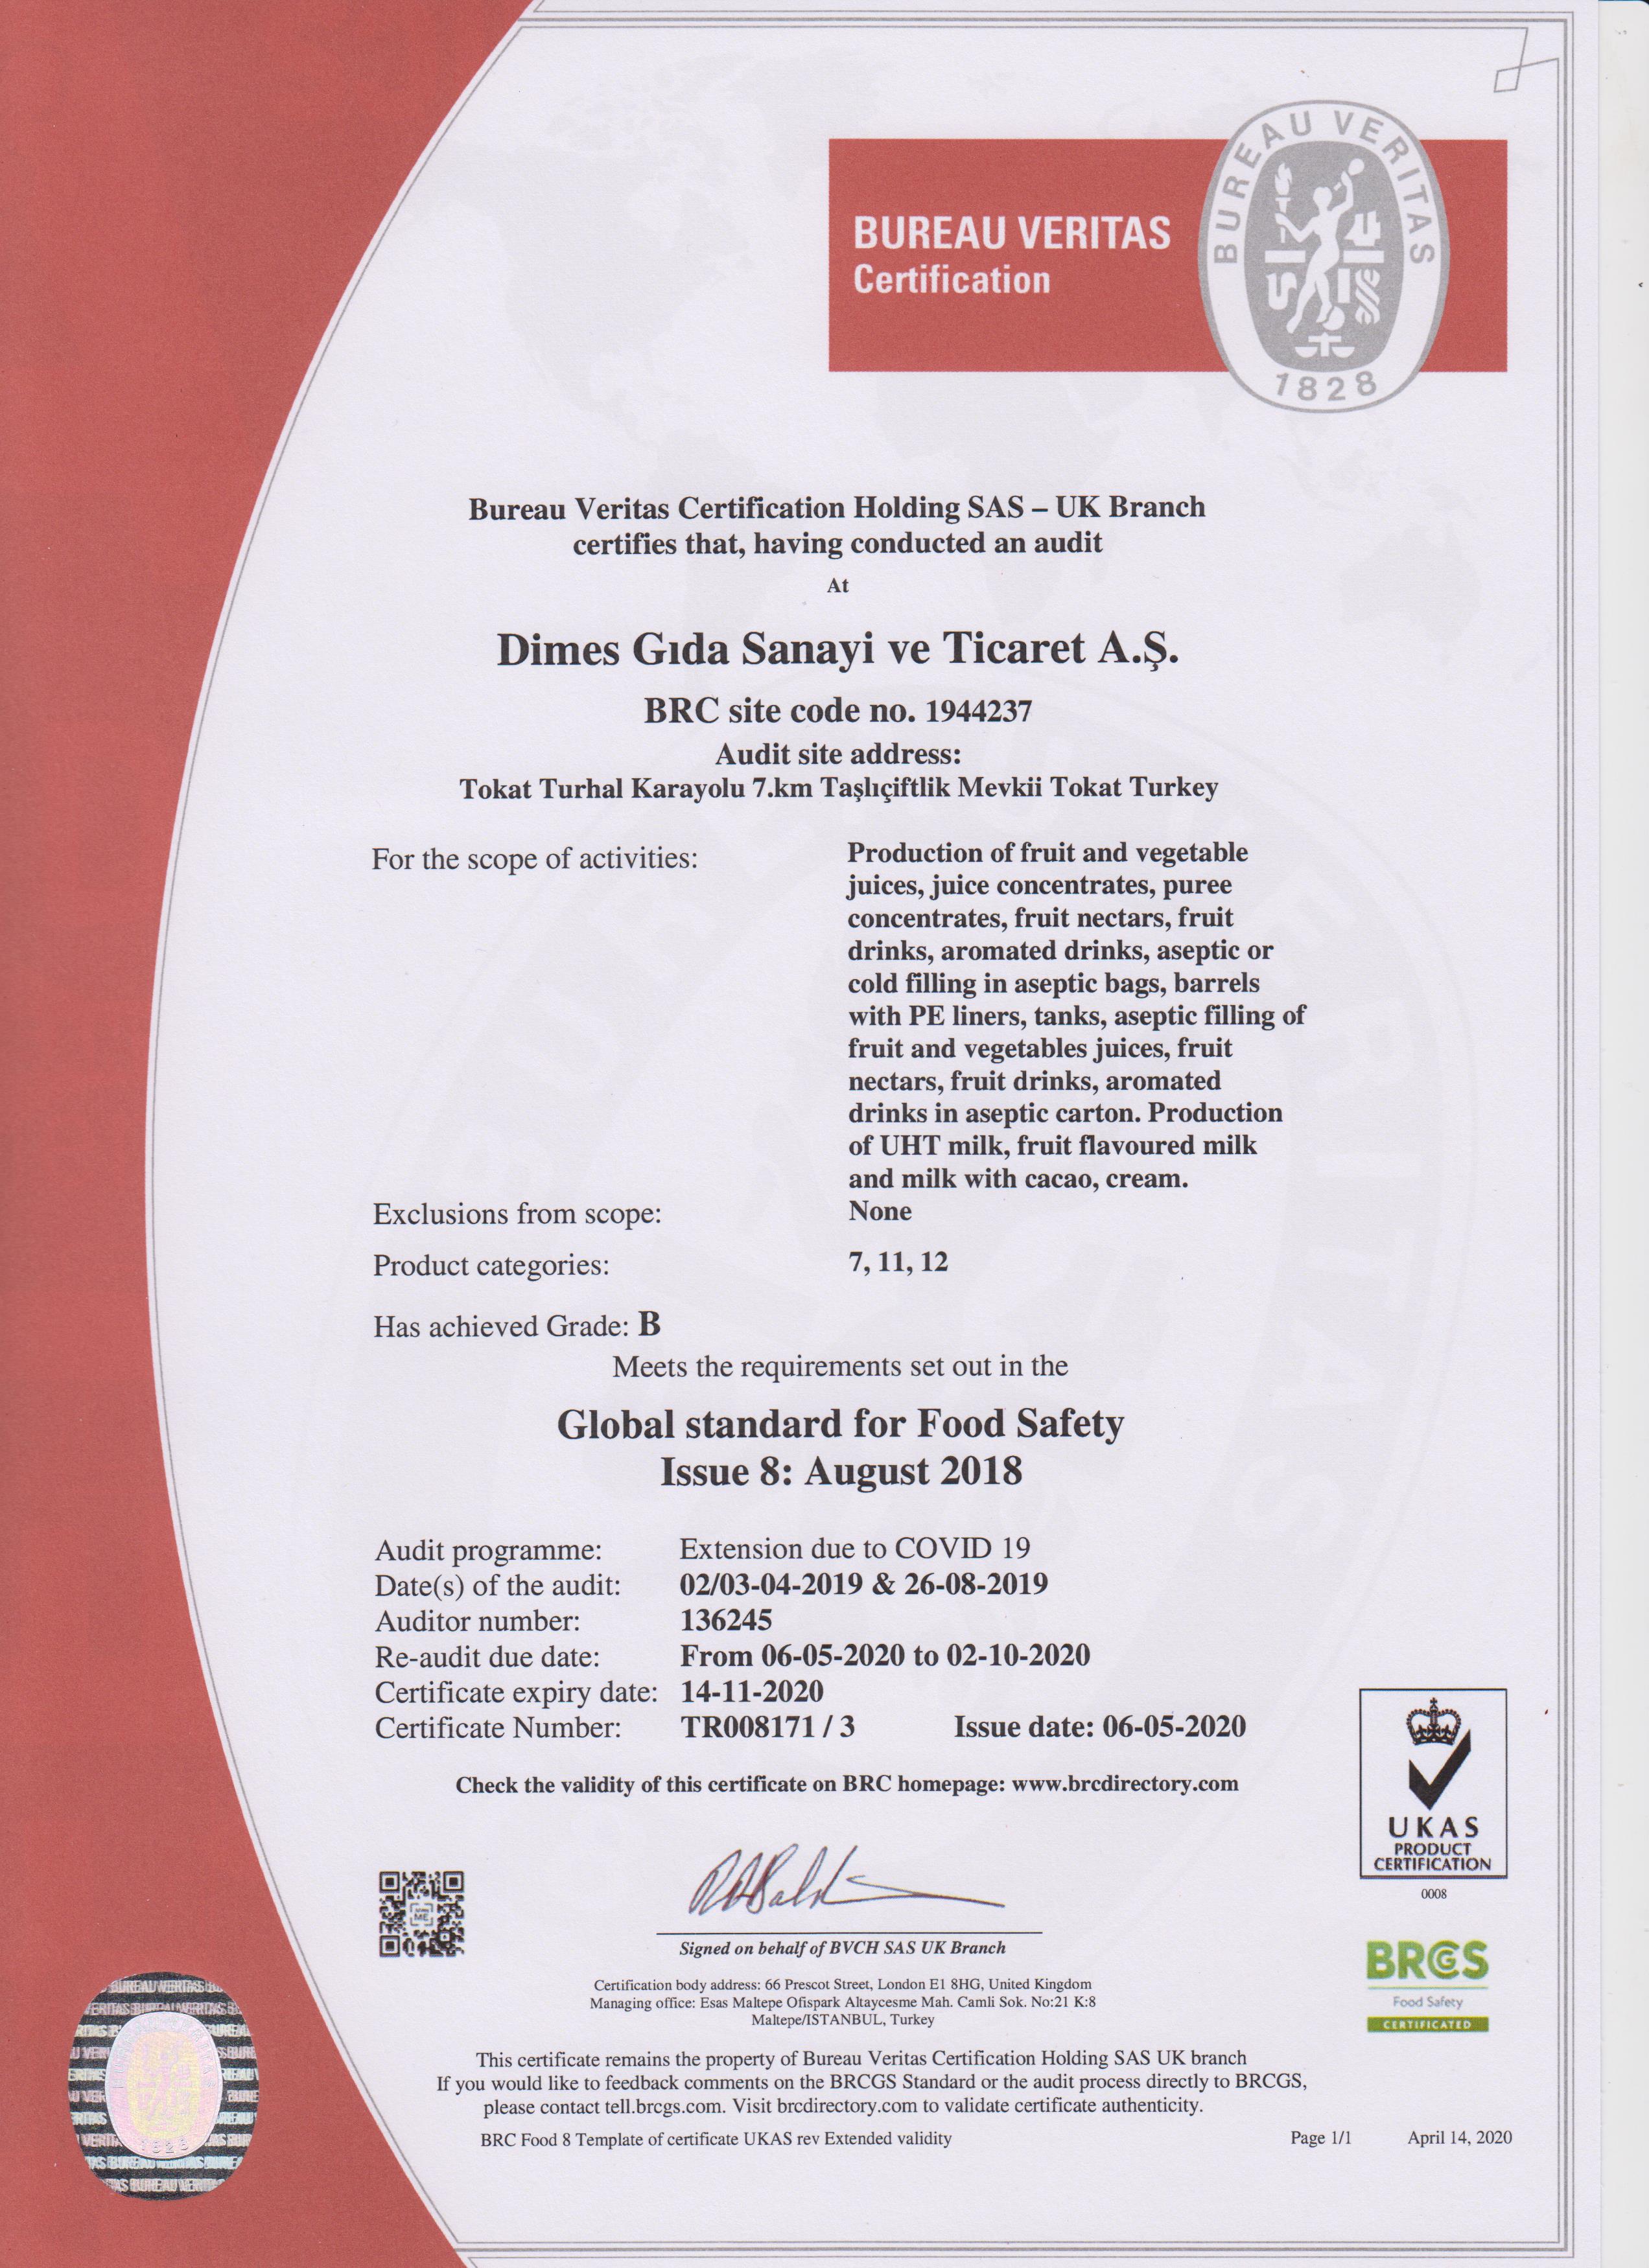 BUREAU VERITAS
Certification
BUREAU VERITAS
1828
Bureau Veritas Certification Holding SAS – UK Branch
certifies that, having conducted an audit
At
Dimes Gıda Sanayi ve Ticaret A.Ş.
BRC site code no. 1944237
Audit site address:
Tokat Turhal Karayolu 7.km Taşlıçiftlik Mevkii Tokat Turkey
For the scope of activities: Production of fruit and vegetable
juices, juice concentrates, puree
concentrates, fruit nectars, fruit
drinks, aromated drinks, aseptic or
cold filling in aseptic bags, barrels
with PE liners, tanks, aseptic filling of
fruit and vegetables juices, fruit
nectars, fruit drinks, aromated
drinks in aseptic carton. Production
of UHT milk, fruit flavoured milk
and milk with cacao, cream.
Exclusions from scope: None
Product categories: 7, 11, 12
Has achieved Grade: B
Meets the requirements set out in the
Global standard for Food Safety
Issue 8: August 2018
Audit programme: Extension due to COVID 19
Date(s) of the audit: 02/03-04-2019 & 26-08-2019
Auditor number: 136245
Re-audit due date: From 06-05-2020 to 02-10-2020
Certificate expiry date: 14-11-2020
Certificate Number: TR008171 / 3 Issue date: 06-05-2020
Check the validity of this certificate on BRC homepage: www.brcdirectory.com
UKAS
PRODUCT
CERTIFICATION
0008
Signed on behalf of BVCH SAS UK Branch
BRCGS
Food Safety
CERTIFICATED
Certification body address: 66 Prescot Street, London E1 8HG, United Kingdom
Managing office: Esas Maltepe Ofispark Altaycesme Mah. Camli Sok. No:21 K:8
Maltepe/ISTANBUL, Turkey
This certificate remains the property of Bureau Veritas Certification Holding SAS UK branch
If you would like to feedback comments on the BRCGS Standard or the audit process directly to BRCGS,
please contact tell.brcgs.com. Visit brcdirectory.com to validate certificate authenticity.
BRC Food 8 Template of certificate UKAS rev Extended validity Page 1/1 April 14, 2020